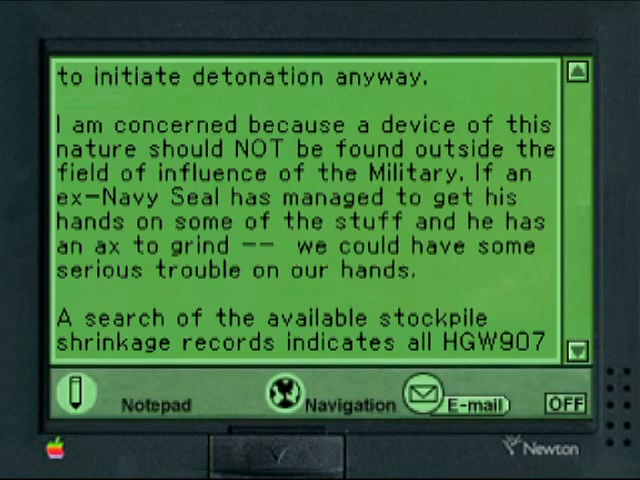 to initiate detonation anyway.
I am concerned because a device of this
nature should NOT be found outside the
field of influence of the Military. If an
ex-Navy Seal has managed to get his
hands on some of the stuff and he has
an ax to grind -- we could have some
serious trouble on our hands.
A search of the available stockpile
shrinkage records indicates all HGW907
Notepad Navigation E-mail OFF
Newton